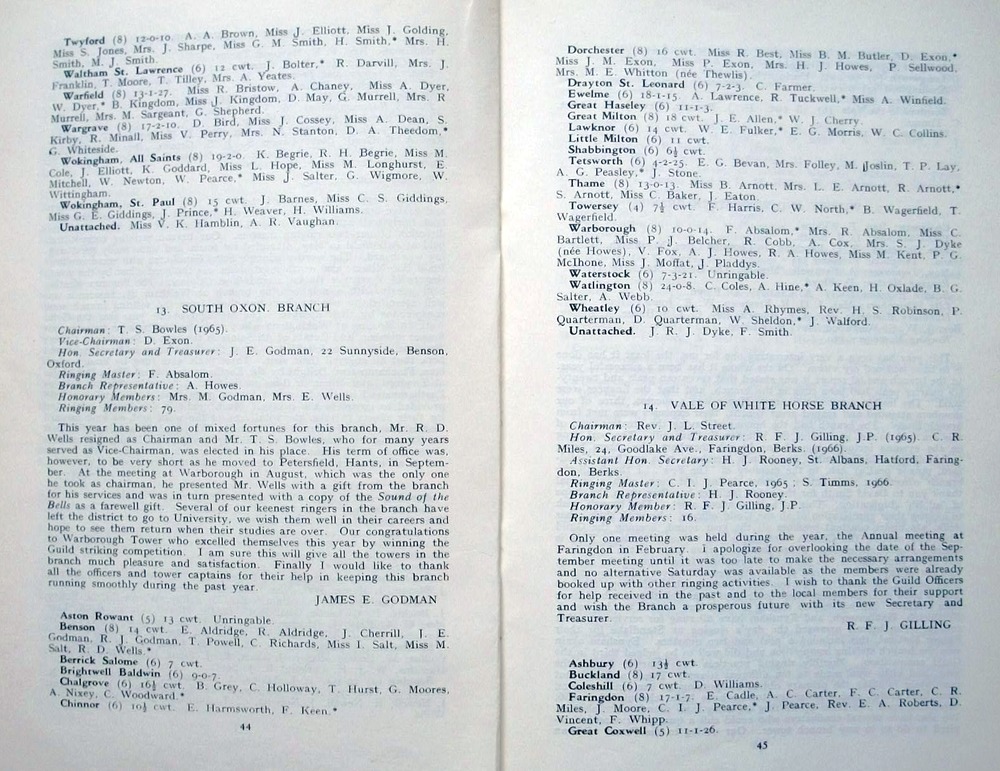 Twyford (8) 12-0-10. A. A. Brown, Miss J. Elliott, Miss J. Golding,
Miss S. Jones, Mrs. J. Sharpe, Miss G. M. Smith, H. Smith,* Mrs. H.
Smith, M. J. Smith.
Waltham St. Lawrence (6) 12 cwt. J. Bolter,* R. Darvill, Mrs. J.
Franklin, T. Moore, T. Tilley, Mrs. A. Yeates.
Warfield (8) 13-1-27. Miss R. Bristow, A. Chaney, Miss A. Dyer,
W. Dyer,* B. Kingdom, Miss J. Kingdom, D. May, G. Murrell, Mrs. R
Murrell, Mrs. M. Sargeant, G. Shepherd.
Wargrave (8) 17-2-10. D. Bird, Miss J. Cossey, Miss A. Dean, S.
Kirby, R. Minall, Miss V. Perry, Mrs. N. Stanton, D. A. Theedom,*
G. Whiteside.
Wokingham, All Saints (8) 19-2-0. K. Begrie, R. H. Begrie, Miss M.
Cole, J. Elliott, K. Goddard, Miss L. Hope, Miss M. Longhurst, E.
Mitchell, W. Newton, W. Pearce,* Miss J. Salter, G. Wigmore, W.
Wittingham.
Wokingham, St. Paul (8) 15 cwt. J. Barnes, Miss C. S. Giddings,
Miss G. E. Giddings, J. Prince,* H. Weaver, H. Williams.
Unattached. Miss V. K. Hamblin, A. R. Vaughan.
13. SOUTH OXON. BRANCH
Chairman: T. S. Bowles (1965).
Vice-Chairman: D. Exon.
Hon. Secretary and Treasurer: J. E. Godman, 22 Sunnyside, Benson,
Oxford.
Ringing Master: F. Absalom.
Branch Representative: A. Howes.
Honorary Members: Mrs. M. Godman, Mrs. E. Wells.
Ringing Members: 79.
This year has been one of mixed fortunes for this branch, Mr. R. D.
Wells resigned as Chairman and Mr. T. S. Bowles, who for many years
served as Vice-Chairman, was elected in his place. His term of office was,
however, to be very short as he moved to Petersfield, Hants, in Septem-
ber. At the meeting at Warborough in August, which was the only one
he took as chairman, he presented Mr. Wells with a gift from the branch
for his services and was in turn presented with a copy of the Sound of the
Bells as a farewell gift. Several of our keenest ringers in the branch have
left the district to go to University, we wish them well in their careers and
hope to see them return when their studies are over. Our congratulations
to Warborough Tower who excelled themselves this year by winning the
Guild striking competition. I am sure this will give all the towers in the
branch much pleasure and satisfaction. Finally I would like to thank
all the officers and tower captains for their help in keeping this branch
running smoothly during the past year.
JAMES E. GODMAN
Aston Rowant (5) 13 cwt. Unringable.
Benson (8) 14 cwt. E. Aldridge, R. Aldridge, J. Cherrill, J. E.
Godman, R. J. Godman, T. Powell, C. Richards, Miss I. Salt, Miss M.
Salt, R. D. Wells.*
Berrick Salome (6) 7 cwt.
Brightwell Baldwin (6) 9-0-7.
Chalgrove (6) 16½ cwt. B. Grey, C. Holloway, T. Hurst, G. Moores,
A. Nixey, C. Woodward.*
Chinnor (6) 10½ cwt. E. Harmsworth, F. Keen.*
44
Dorchester (8) 16 cwt. Miss R. Best, Miss B. M. Butler, D. Exon,*
Miss J. M. Exon, Miss P. Exon, Mrs. H. J. Howes, P. Sellwood,
Mrs. M. E. Whitton (née Thewlis).
Drayton St. Leonard (6) 7-2-3. C. Farmer.
Ewelme (6) 18-1-15. A. Lawrence, R. Tuckwell,* Miss A. Winfield.
Great Haseley (6) 11-1-3.
Great Milton (8) 18 cwt. J. E. Allen,* W. J. Cherry.
Lewknor (6) 14 cwt. W. E. Fulker,* E. G. Morris, W. C. Collins.
Little Milton (6) 11 cwt.
Shabbington (6) 6½ cwt.
Tetsworth (6) 4-2-25. E. G. Bevan, Mrs. Folley, M. Joslin, T. P. Lay,
A. G. Peasley,* J. Stone.
Thame (8) 13-0-13. Miss B. Arnott, Mrs. L. E. Arnott, R. Arnott,*
S. Arnott, Miss C. Baker, J. Eaton.
Towersey (4) 7½ cwt. F. Harris, C. W. North,* B. Wagerfield, T.
Wagerfield.
Warborough (8) 10-0-14. F. Absalom,* Mrs. R. Absalom, Miss C.
Bartlett, Miss P. J. Belcher, R. Cobb, A. Cox, Mrs. S. J. Dyke
(née Howes), V. Fox, A. J. Howes, R. A. Howes, Miss M. Kent, P. G.
McIhone, Miss J. Moffat, J. Pladdys.
Waterstock (6) 7-3-21. Unringable.
Watlington (8) 24-0-8. C. Coles, A. Hine,* A. Keen, H. Oxlade, B. G.
Salter, A. Webb.
Wheatley (6) 10 cwt. Miss A. Rhymes, Rev. H. S. Robinson, P.
Quarterman, D. Quarterman, W. Sheldon,* J. Walford.
Unattached. J. R. J. Dyke, F. Smith.
14. VALE OF WHITE HORSE BRANCH
Chairman: Rev. J. L. Street.
Hon. Secretary and Treasurer: R. F. J. Gilling, J.P. (1965). C. R.
Miles, 24, Goodlake Ave., Faringdon, Berks. (1966).
Assistant Hon. Secretary: H. J. Rooney, St. Albans, Hatford, Faring-
don, Berks.
Ringing Master: C. I. J. Pearce, 1965; S. Timms, 1966.
Branch Representative: H. J. Rooney.
Honorary Member: R. F. J. Gilling, J.P.
Ringing Members: 16.
Only one meeting was held during the year, the Annual meeting at
Faringdon in February. I apologize for overlooking the date of the Sep-
tember meeting until it was too late to make the necessary arrangements
and no alternative Saturday was available as the members were already
booked up with other ringing activities. I wish to thank the Guild Officers
for help received in the past and to the local members for their support
and wish the Branch a prosperous future with its new Secretary and
Treasurer.
R. F. J. GILLING
Ashbury (6) 13½ cwt.
Buckland (8) 17 cwt.
Coleshill (6) 7 cwt. D. Williams.
Faringdon (8) 17-1-7. E. Cadle, A. C. Carter, F. C. Carter, C. R.
Miles, J. Moore, C. I. J. Pearce,* J. Pearce, Rev. E. A. Roberts, D.
Vincent, F. Whipp.
Great Coxwell (5) 11-1-26.
45